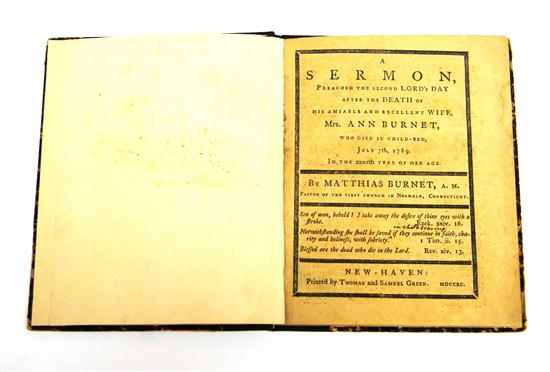 A
SERMON,
PREACHED THE SECOND LORD'S DAY
AFTER THE DEATH OF
HIS AMIABLE AND EXCELLENT WIFE,
MRS. ANN BURNET,
WHO DIED IN CHILD-BED,
JULY 7th, 1789.
IN THE XXXVth YEAR OF HER AGE.
BY MATTHIAS BURNET, A. M.
PASTOR OF THE FIRST CHURCH IN NORWALK, CONNECTICUT.
Son of man, behold! I take away the desire of thine eyes with a
stroke. Ezek. xxiv. 16.
in childbearing
Notwithstanding she shall be saved if they continue in faith, cha-
rity and holiness, with sobriety." 1 Tim. ii. 15.
Blessed are the dead who die in the Lord. Rev. xiv. 13.
NEW-HAVEN:
Printed by THOMAS and SAMUEL GREEN. MDCCXC.